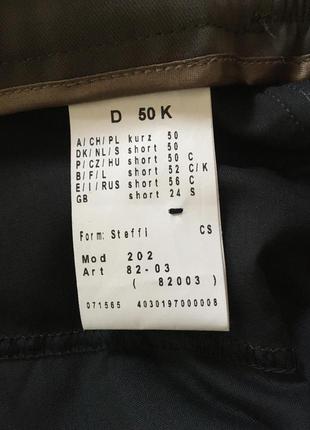 D 50 K
A/CH/PL kurz 50
DK/NL/S short 50
P/CZ/HU short 50 C
B/F/L short 52 C/K
E/I/RUS short 56 C
GB short 24 S
-
Form: Steffi CS
Mod 202
Art 82-03
( 82003 )
071565 4030197000008